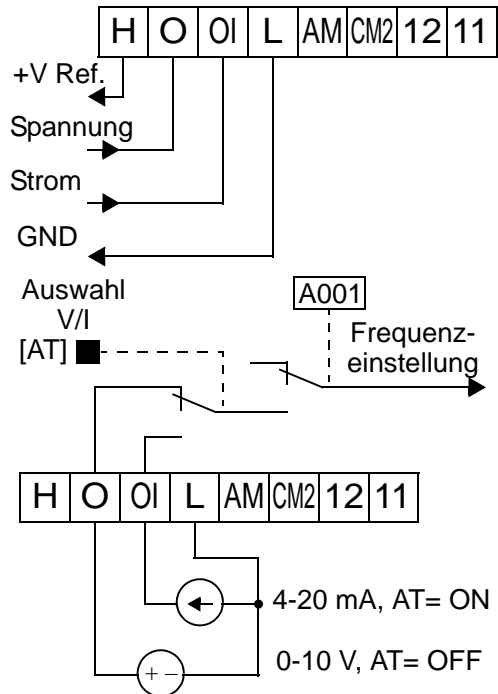 H O OI L AM CM2 12 11
+V Ref.
Spannung
Strom
GND
Auswahl
V/I
[AT]
A001
Frequenz-
einstellung
H O OI L AM CM2 12 11
4-20 mA, AT= ON
+ −
0-10 V, AT= OFF